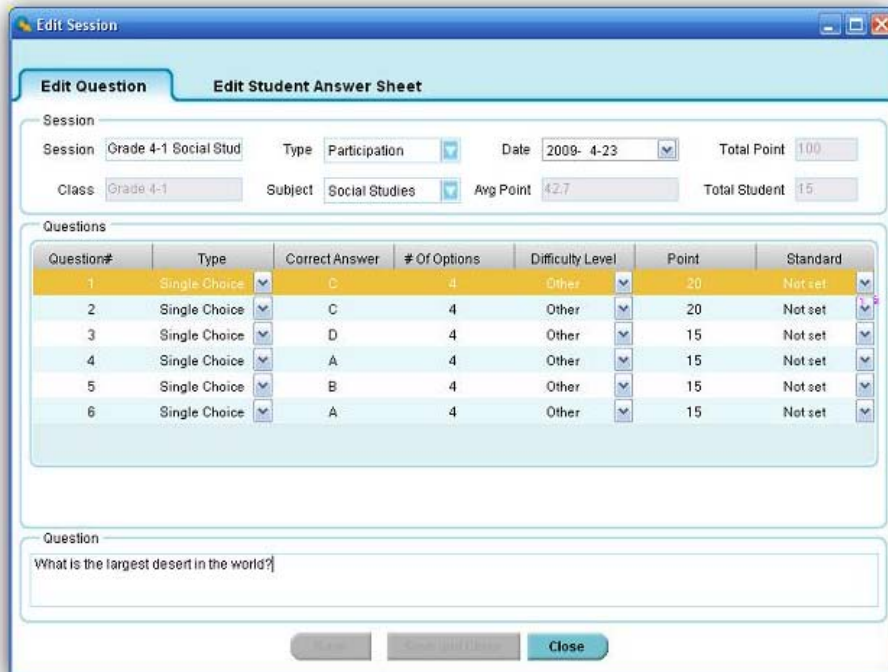 Edit Session
Edit Question Edit Student Answer Sheet
Session
Session Grade 4-1 Social Stud Type Participation Date 2009- 4-23 Total Point 100
Class Grade 4-1 Subject Social Studies Avg Point 42.7 Total Student 15
Questions
Question# Type Correct Answer # Of Options Difficulty Level Point Standard
1 Single Choice C 4 Other 20 Not set
2 Single Choice C 4 Other 20 Not set
3 Single Choice D 4 Other 15 Not set
4 Single Choice A 4 Other 15 Not set
5 Single Choice B 4 Other 15 Not set
6 Single Choice A 4 Other 15 Not set
Question
What is the largest desert in the world?
Save Save and Close Close